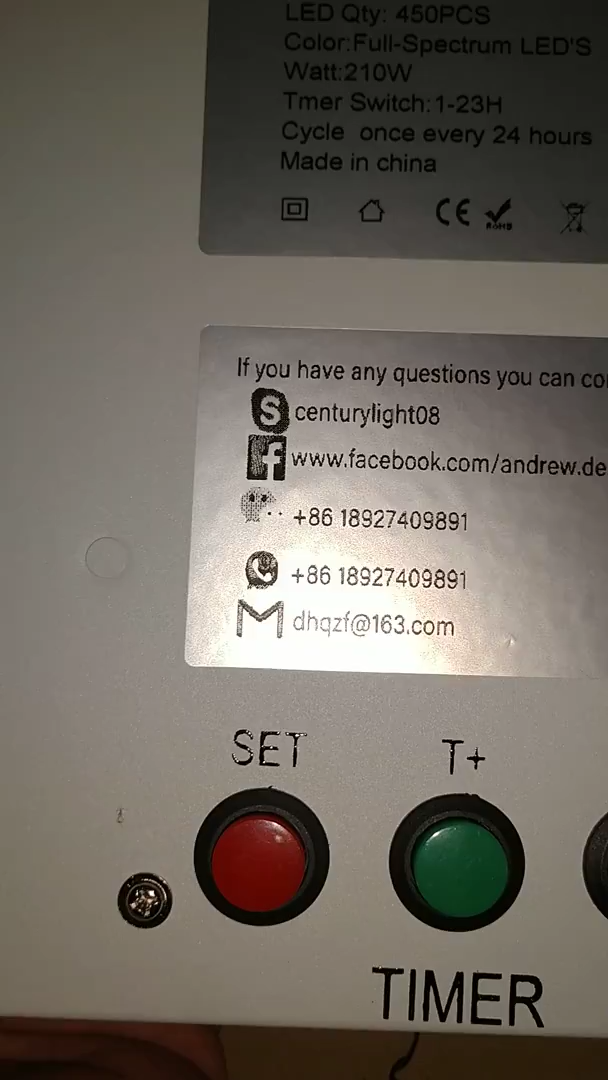 LED Qty: 450PCS
Color:Full-Spectrum LED'S
Watt:210W
Tmer Switch:1-23H
Cycle once every 24 hours
Made in china
CE RoHS
If you have any questions you can co
centurylight08
www.facebook.com/andrew.de
+86 18927409891
+86 18927409891
dhqzf@163.com
SET T+
TIMER